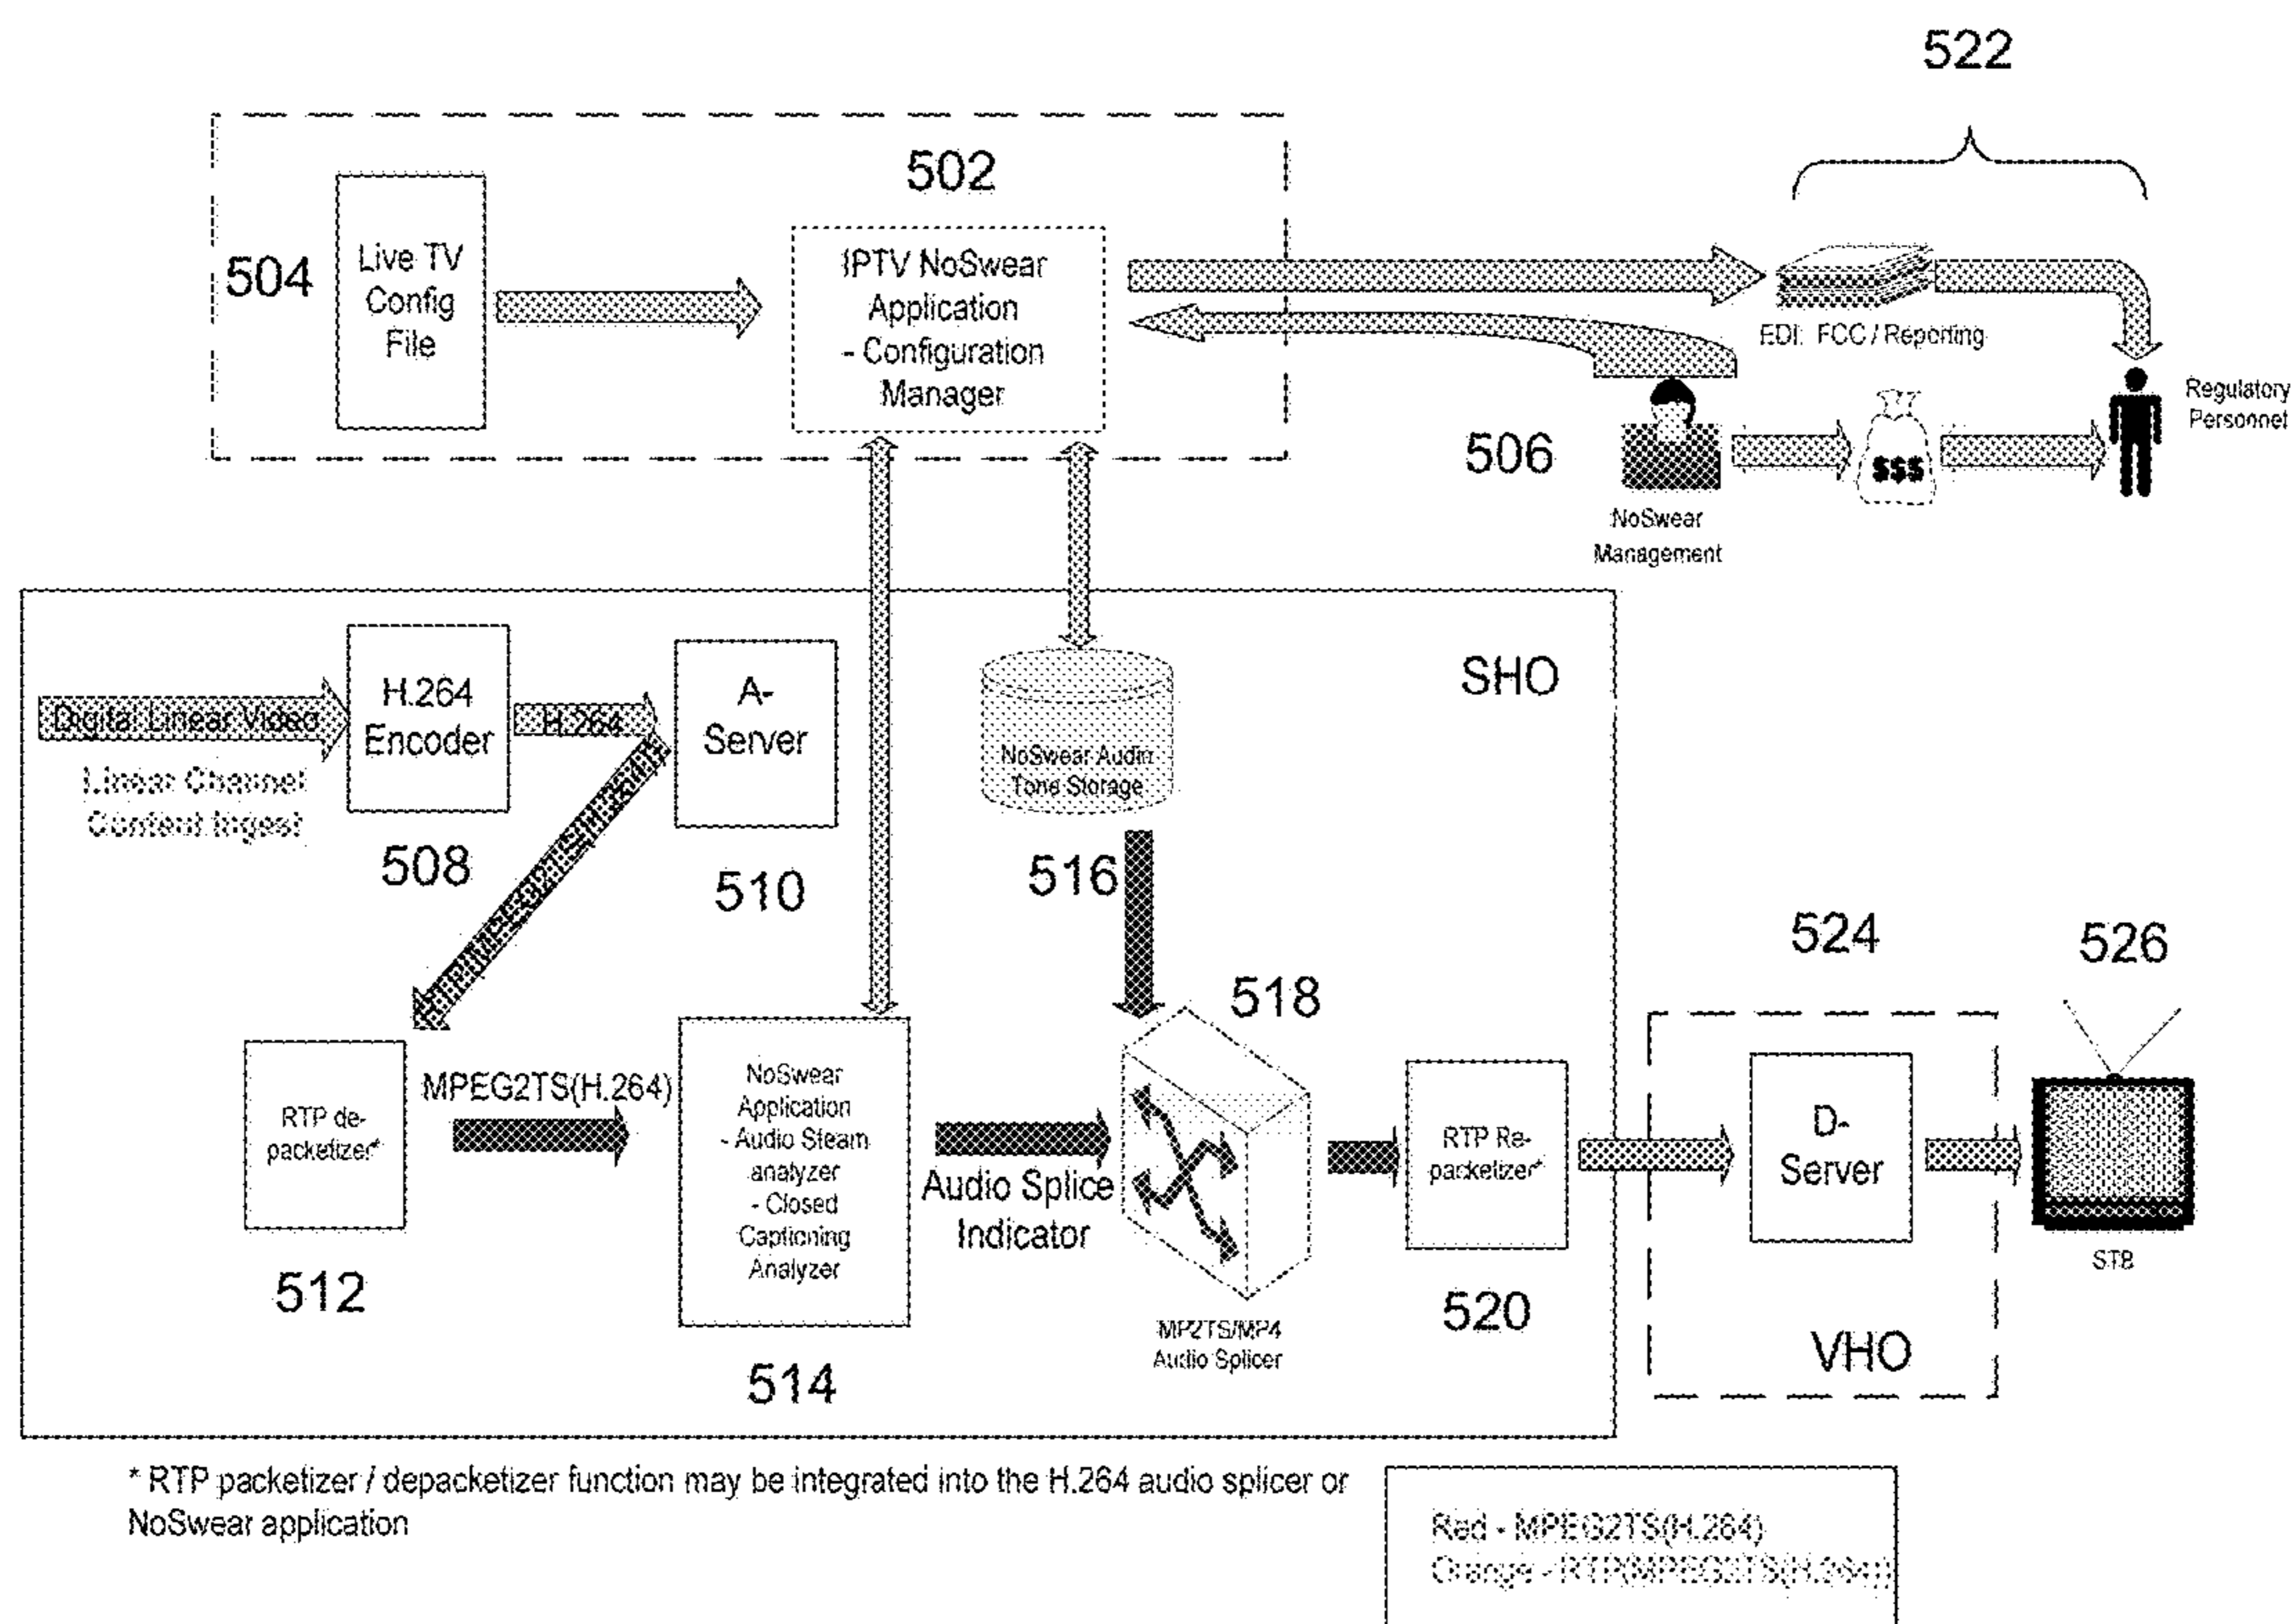 522
502
504
Live TV
Config
File
IPTV NoSwear
Application
- Configuration
Manager
EDI: FCC / Reporting
Regulatory
Personnel
506
$$$
NoSwear
Management
SHO
Digital Linear Video
H.264
Encoder
H.264
A-
Server
Linear Channel
Content Ingest
NoSwear Audio
Tone Storage
508
510
516
524
526
518
RTP de-
packetizer*
MPEG2TS(H.264)
NoSwear
Application
- Audio Steam
analyzer
- Closed
Captioning
Analyzer
Audio Splice
Indicator
RTP Re-
packetizer*
D-
Server
STB
512
514
MP2TS/MP4
Audio Splicer
520
VHO
* RTP packetizer / depacketizer function may be integrated into the H.264 audio splicer or
NoSwear application
Red - MPEG2TS(H.264)
Orange - RTP(MPEG2TS(H.264))